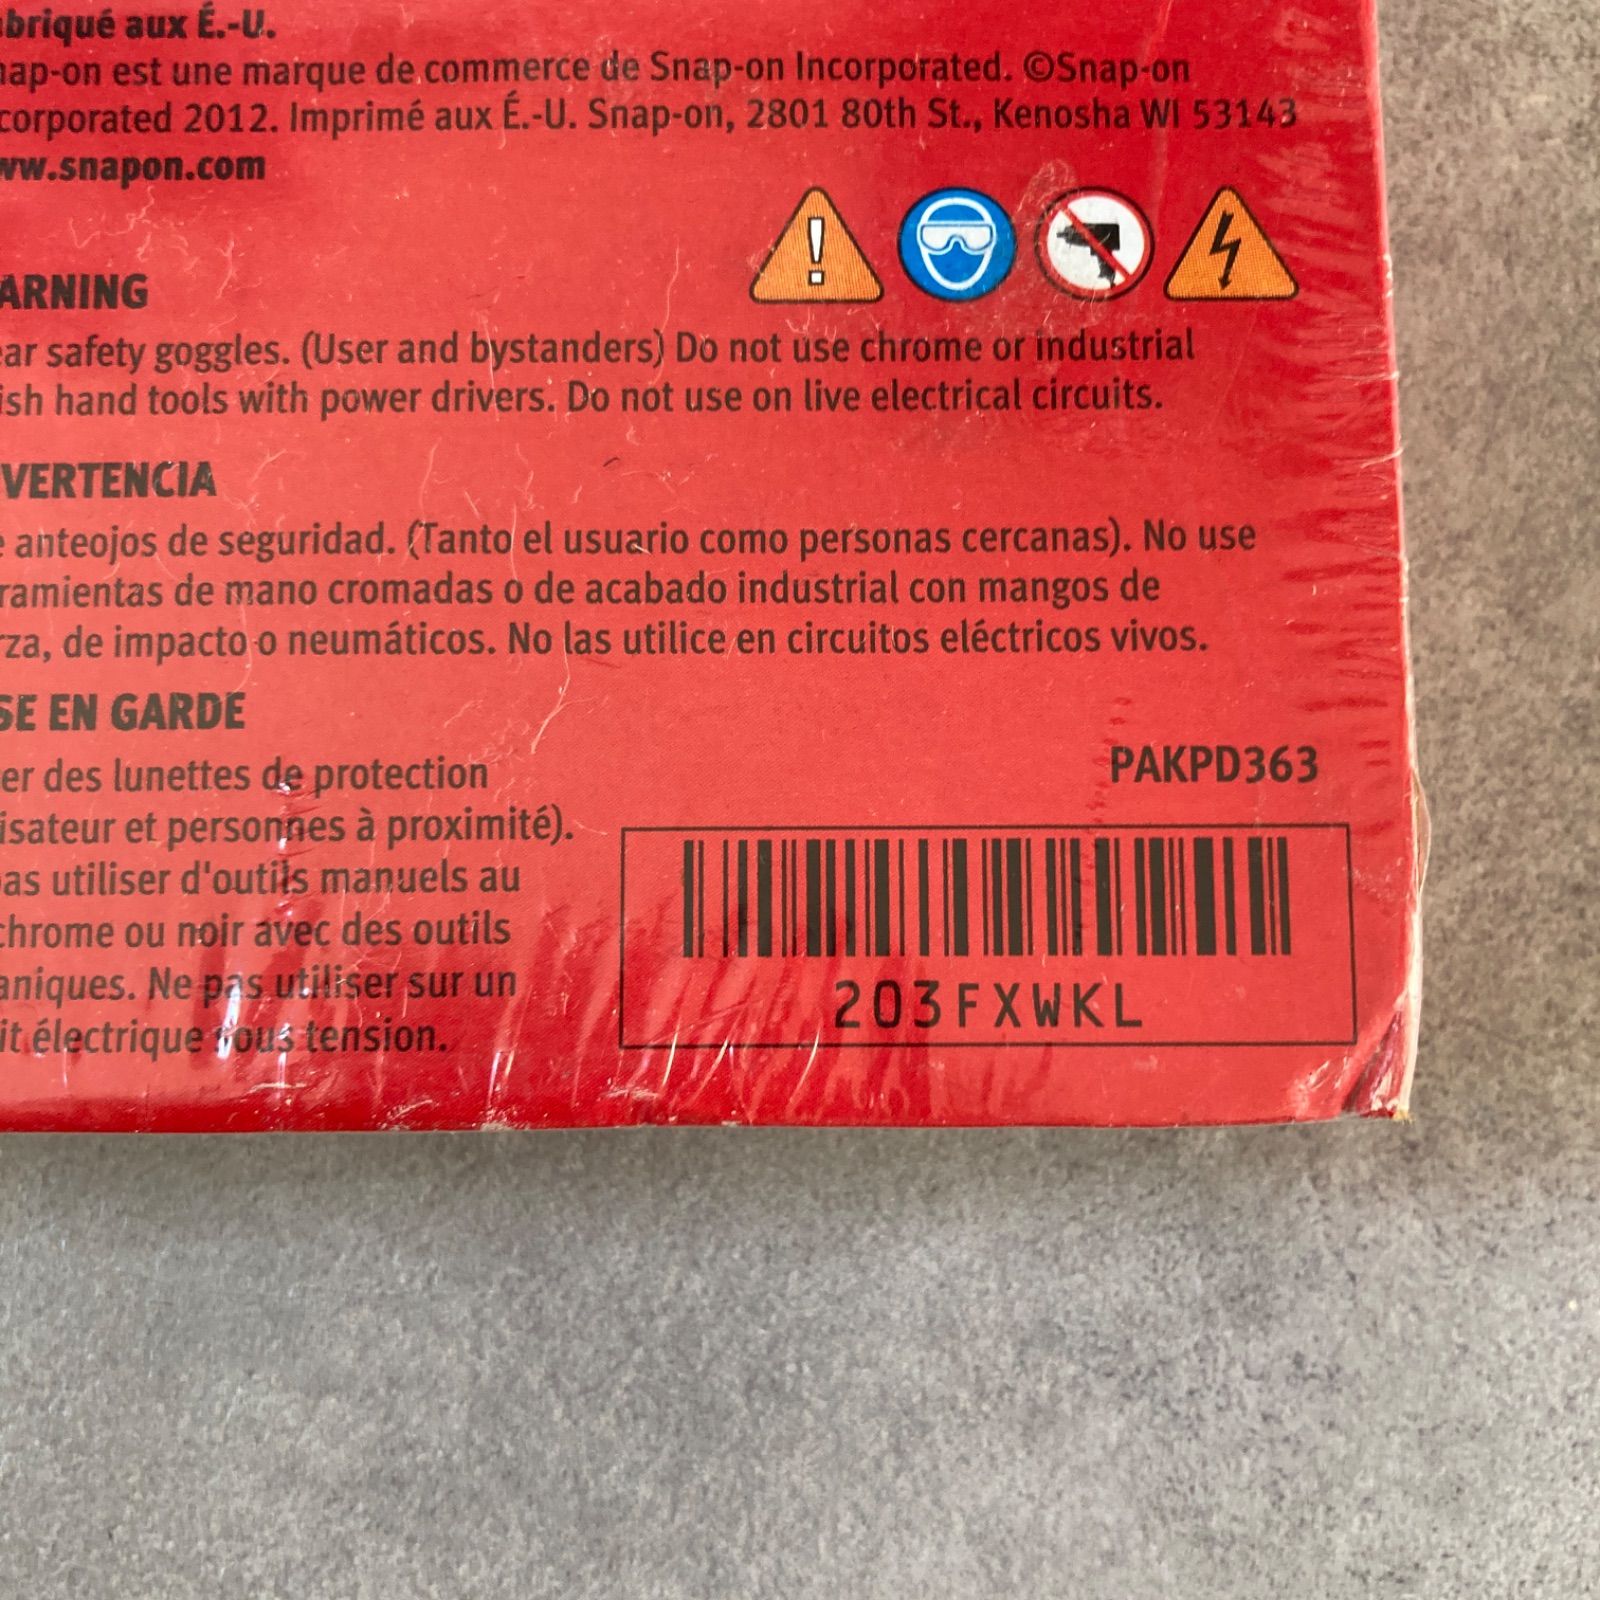 briqué aux É.-U.
ap-on est une marque de commerce de Snap-on Incorporated. ©Snap-on
corporated 2012. Imprimé aux É.-U. Snap-on, 2801 80th St., Kenosha WI 53143
ww.snapon.com
ARNING
ear safety goggles. (User and bystanders) Do not use chrome or industrial
ish hand tools with power drivers. Do not use on live electrical circuits.
VERTENCIA
e anteojos de seguridad. (Tanto el usuario como personas cercanas). No use
ramientas de mano cromadas o de acabado industrial con mangos de
rza, de impacto o neumáticos. No las utilice en circuitos eléctricos vivos.
SE EN GARDE
er des lunettes de protection
isateur et personnes à proximité).
as utiliser d'outils manuels au
chrome ou noir avec des outils
aniques. Ne pas utiliser sur un
it électrique sous tension.
PAKPD363
203FXWKL